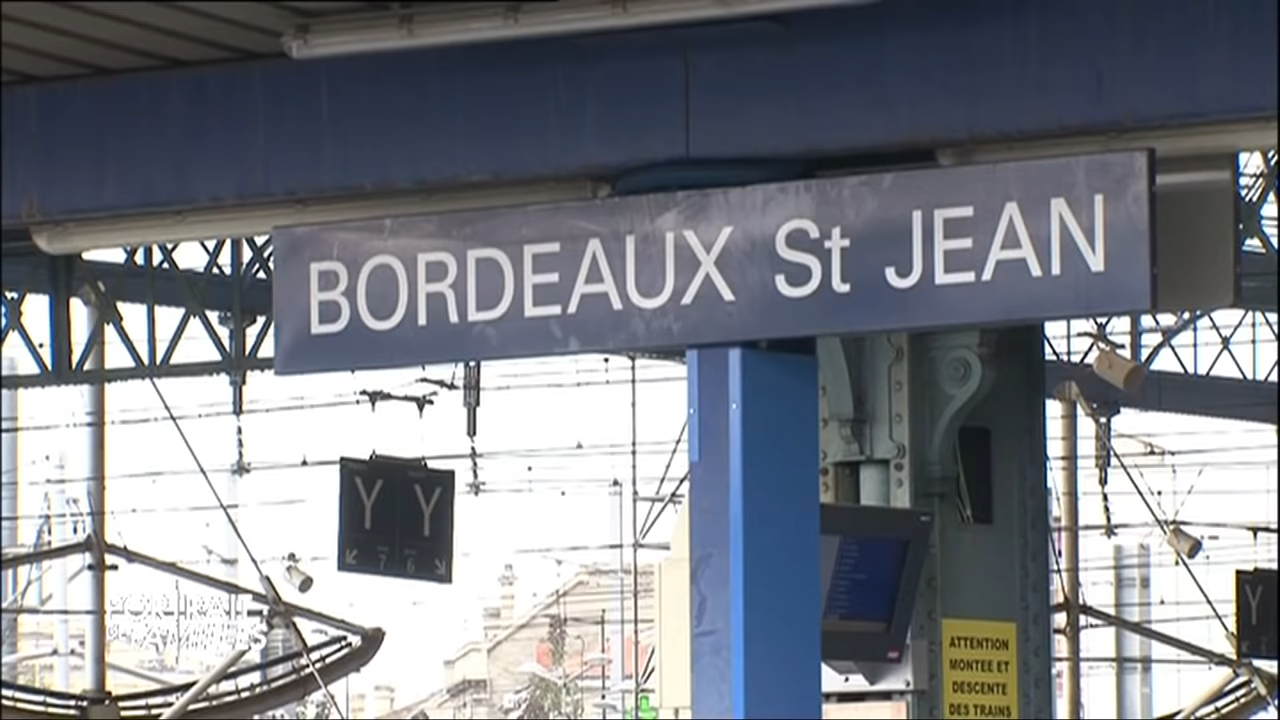 BORDEAUX St JEAN
Y Y
7 6
Y
ATTENTION
MONTEE ET
DESCENTE
DES TRAINS